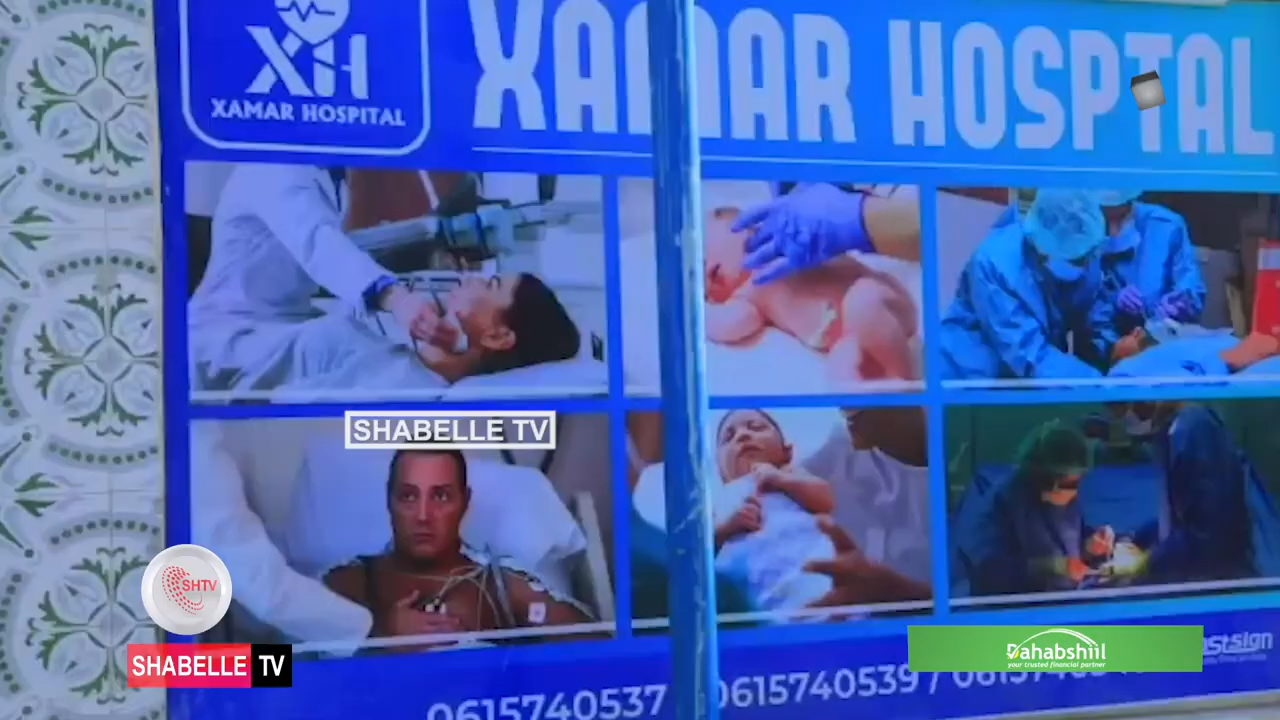 XH
XAMAR HOSPITAL
XAMAR HOSPTAL
SHABELLE TV
SHTV
SHABELLE TV
Dahabshiil
your trusted financial partner
0615740537 0615740539 /